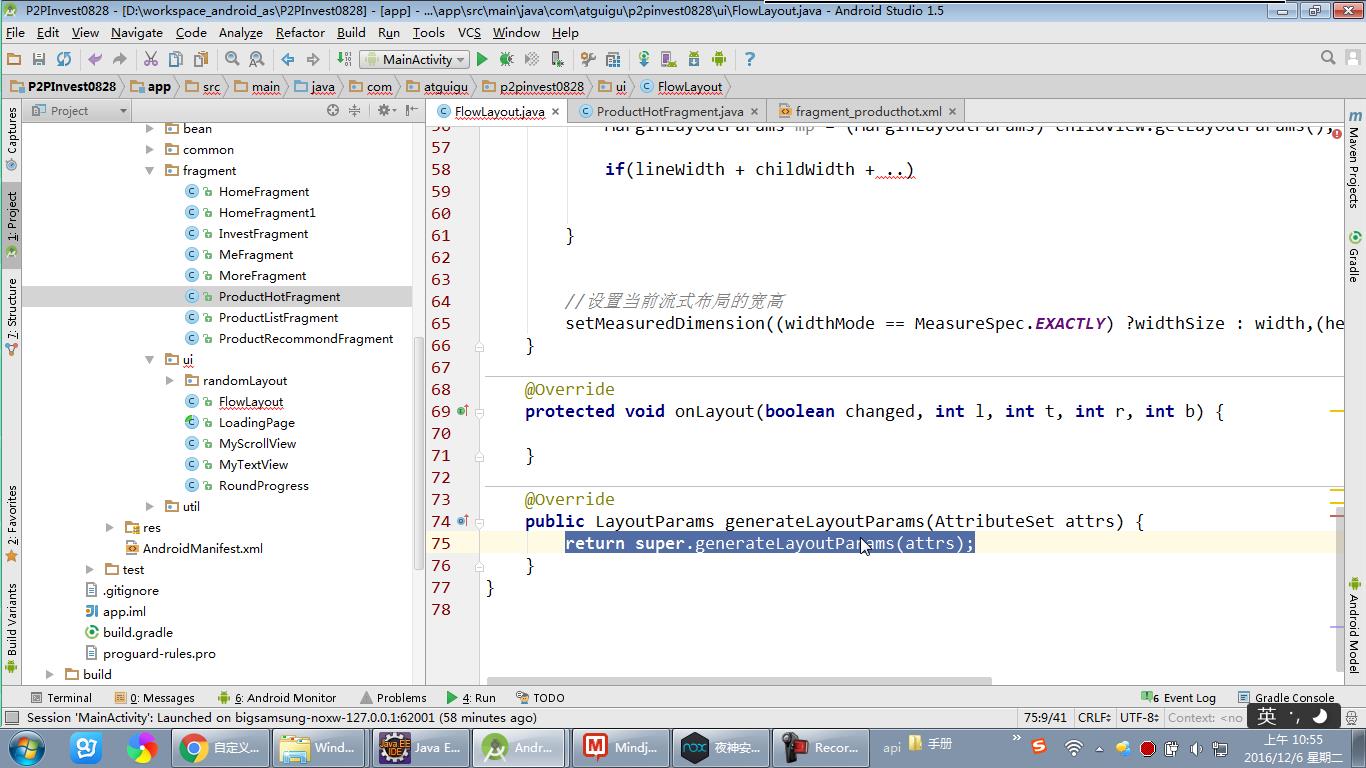 P2PInvest0828 - [D:\workspace_android_as\P2PInvest0828] - [app] - ...\app\src\main\java\com\atguigu\p2pinvest0828\ui\FlowLayout.java - Android Studio 1.5
File Edit View Navigate Code Analyze Refactor Build Run Tools VCS Window Help
MainActivity
P2PInvest0828 app src main java com atguigu p2pinvest0828 ui FlowLayout
Project
FlowLayout.java ProductHotFragment.java fragment_producthot.xml
Captures
1: Project
7: Structure
2: Favorites
Build Variants
bean
common
fragment
HomeFragment
HomeFragment1
InvestFragment
MeFragment
MoreFragment
ProductHotFragment
ProductListFragment
ProductRecommondFragment
ui
randomLayout
FlowLayout
LoadingPage
MyScrollView
MyTextView
RoundProgress
util
res
AndroidManifest.xml
test
.gitignore
app.iml
build.gradle
proguard-rules.pro
build
56 MarginLayoutParams mp = (MarginLayoutParams) childView.getLayoutParams();
57
58 if(lineWidth + childWidth + ..)
59
60
61 }
62
63
64 //设置当前流式布局的宽高
65 setMeasuredDimension((widthMode == MeasureSpec.EXACTLY) ?widthSize : width,(he
66 }
67
68 @Override
69 protected void onLayout(boolean changed, int l, int t, int r, int b) {
70
71 }
72
73 @Override
74 public LayoutParams generateLayoutParams(AttributeSet attrs) {
75 return super.generateLayoutParams(attrs);
76 }
77 }
78
Maven Projects
Gradle
Android Model
Terminal 0: Messages 6: Android Monitor Problems 4: Run TODO 6 Event Log Gradle Console
Session 'MainActivity': Launched on bigsamsung-noxw-127.0.0.1:62001 (58 minutes ago) 75:9/41 CRLF UTF-8 Context: <no
英
自定义... Wind... Java E... Andr... Mindj... 夜神安... Recor... api 手册
上午 10:55
2016/12/6 星期二